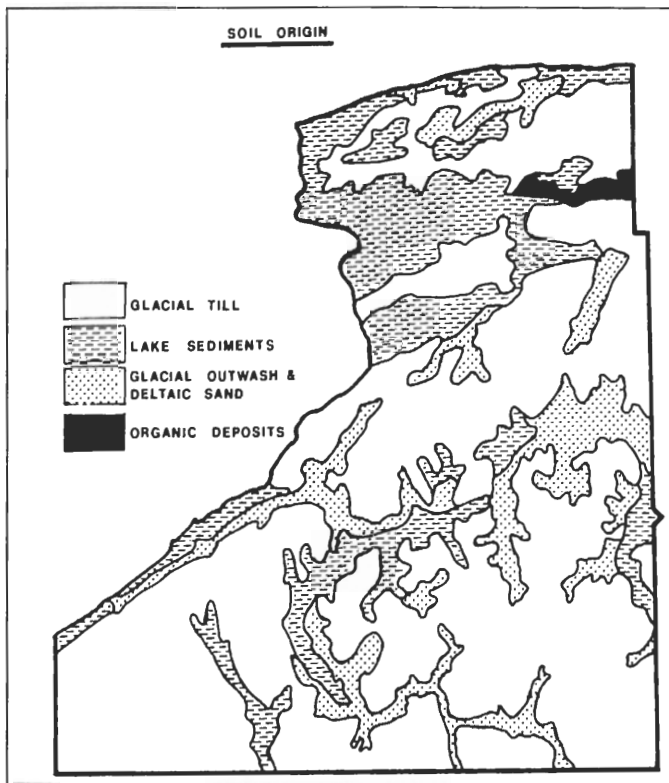 SOIL ORIGIN
GLACIAL TILL
LAKE SEDIMENTS
GLACIAL OUTWASH &
DELTAIC SAND
ORGANIC DEPOSITS